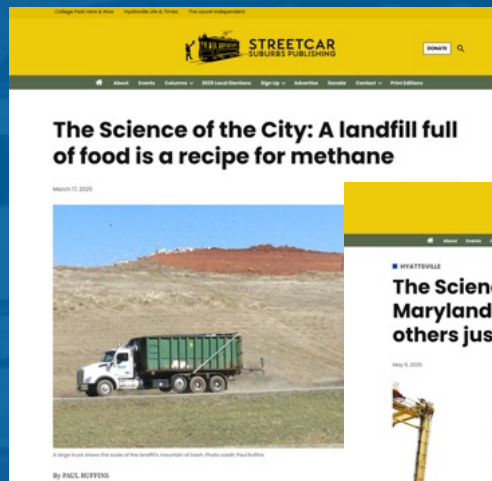 College Park Here & Now Hyattsville Life & Times The Laurel Independent
STREETCAR
SUBURBS PUBLISHING
DONATE
About Events Columns 2025 Local Elections Sign Up Advertise Donate Contact Print Editions
The Science of the City: A landfill full
of food is a recipe for methane
March 17, 2025
A large truck shows the scale of the landfill's mountain of trash. Photo credit: Paul Ruffins
By PAUL RUFFINS
About Events
HYATTSVILLE
The Scien
Maryland
others jus
May 9, 2025